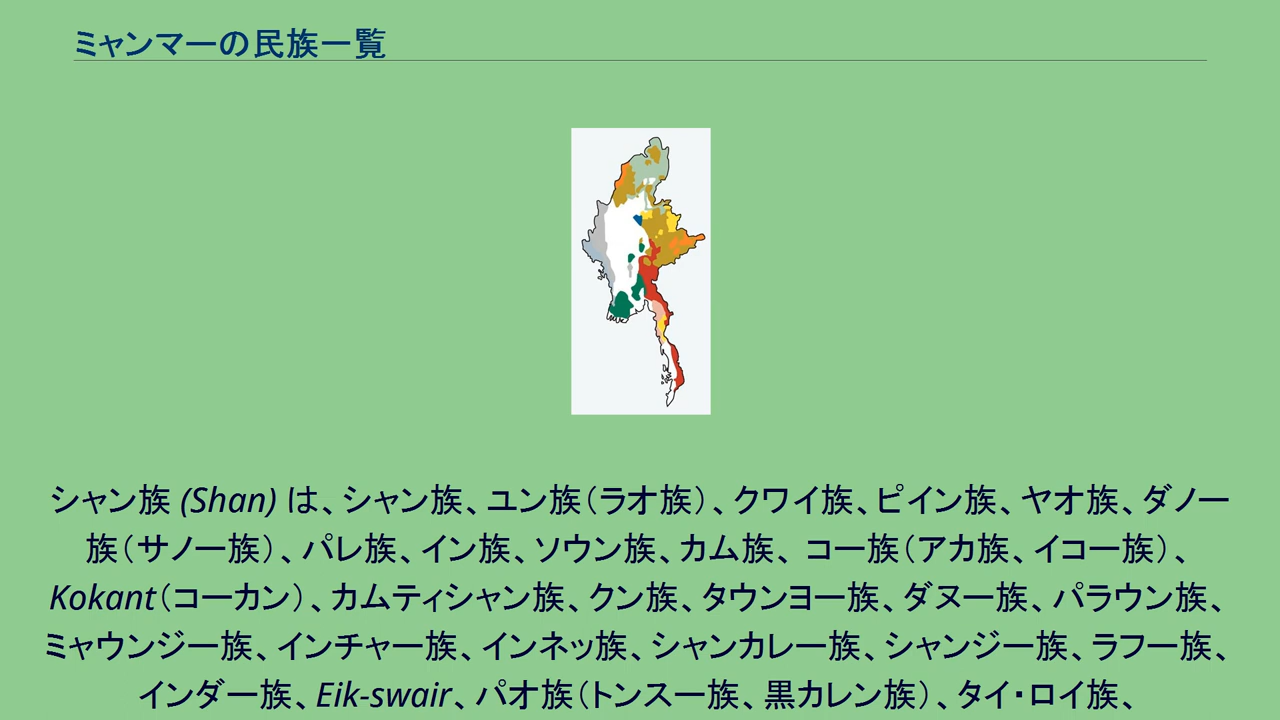 ミャンマーの民族一覧
シャン族 (Shan) は、シャン族、ユン族（ラオ族）、クワイ族、ピイン族、ヤオ族、ダノー
族（サノー族）、パレ族、イン族、ソウン族、カム族、 コー族（アカ族、イコー族）、
Kokant（コーカン）、カムティシャン族、クン族、タウンヨー族、ダヌー族、パラウン族、
ミャウンジー族、インチャー族、インネッ族、シャンカレー族、シャンジー族、ラフー族、
インダー族、Eik-swair、パオ族（トンスー族、黒カレン族）、タイ・ロイ族、